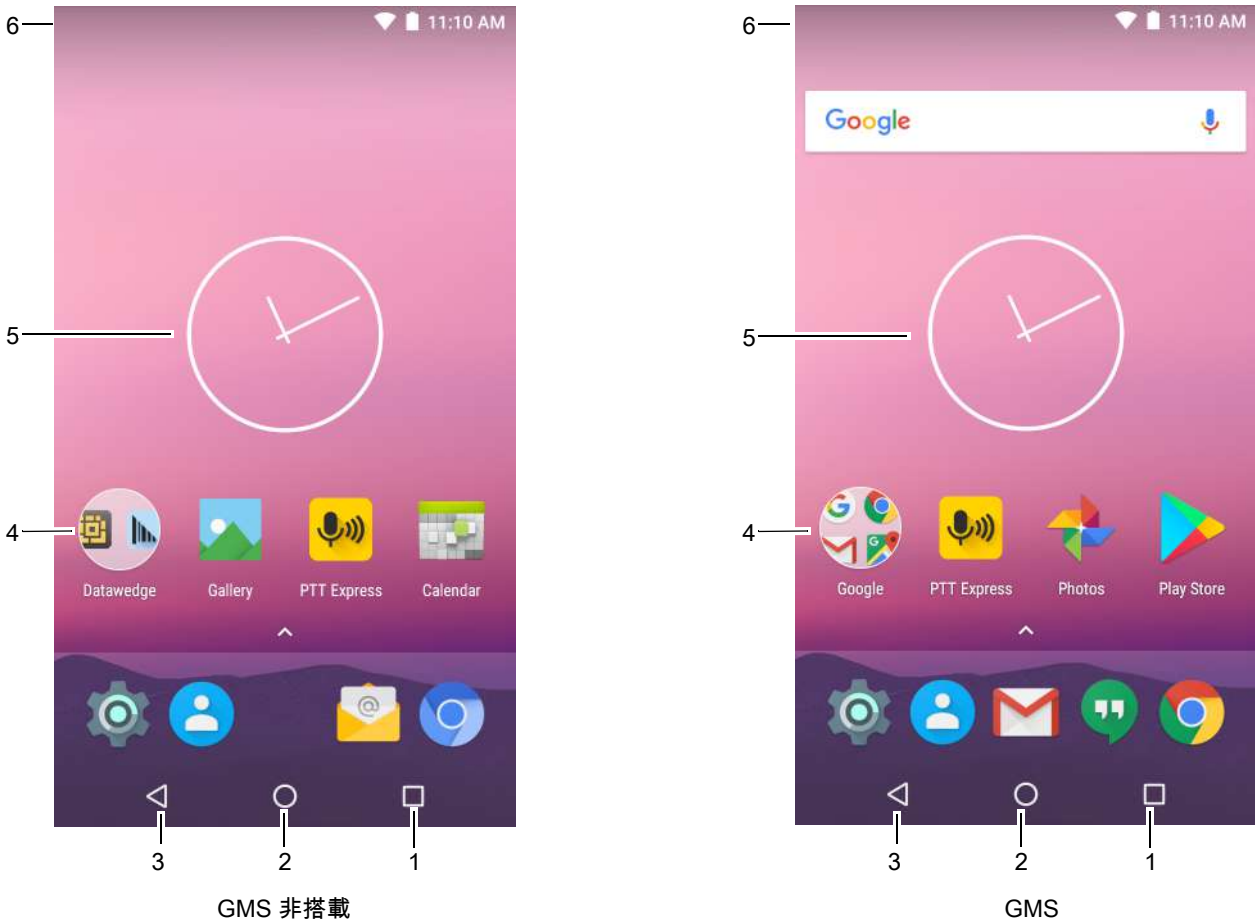 6
11:10 AM
5
4
Datawedge
Gallery
PTT Express
Calendar
@
3
2
1
GMS 非搭載
6
11:10 AM
Google
5
4
G
G
Google
PTT Express
Photos
Play Store
3
2
1
GMS